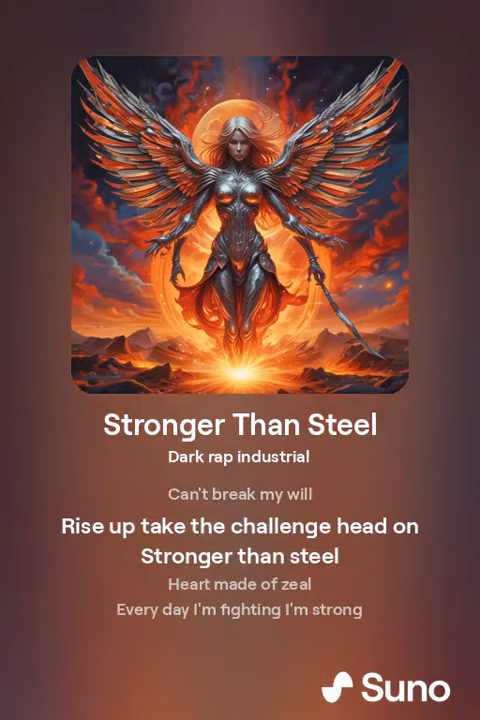 Stronger Than Steel
Dark rap industrial
Can't break my will
Rise up take the challenge head on
Stronger than steel
Heart made of zeal
Every day I'm fighting I'm strong
Suno